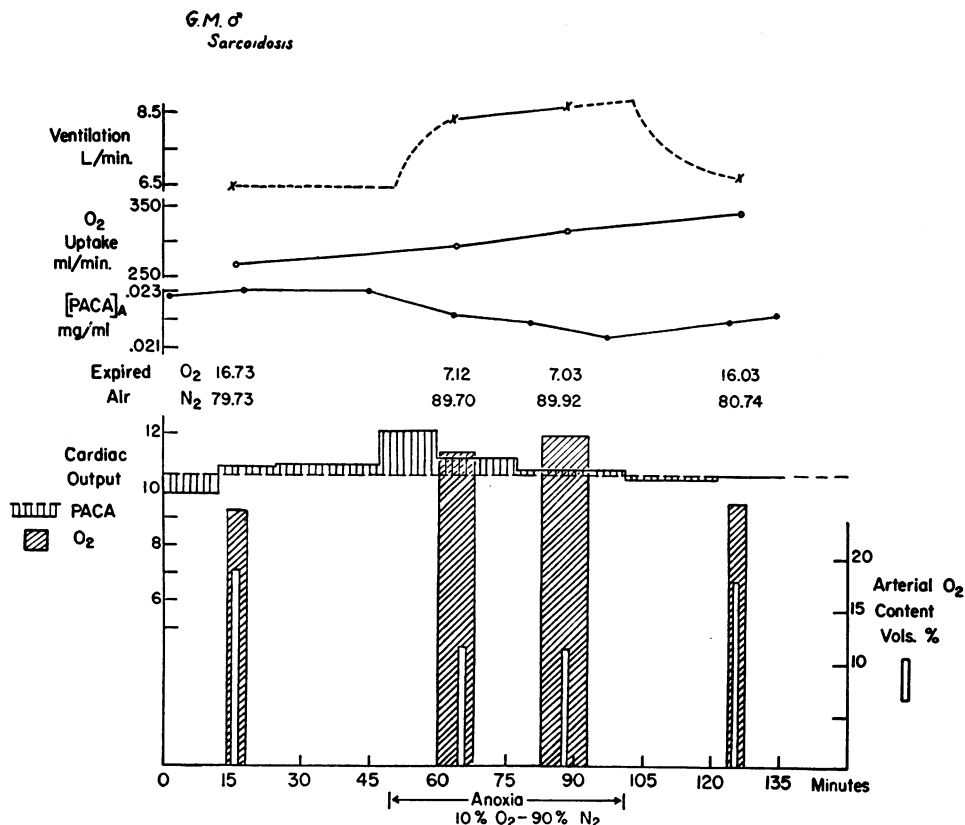 G.M. ♂
Sarcoidosis
8.5
Ventilation
L/min.
6.5
350
O₂
Uptake
ml/min.
250
.023
[PACA]A
mg/ml
.021
Expired O₂ 16.73 7.12 7.03 16.03
Air N₂ 79.73 89.70 89.92 80.74
12
Cardiac
Output
10
PACA
O₂
8
6
20
Arterial O₂
15
Content
Vols. %
10
0 15 30 45 60 75 90 105 120 135 Minutes
Anoxia
10% O₂-90% N₂